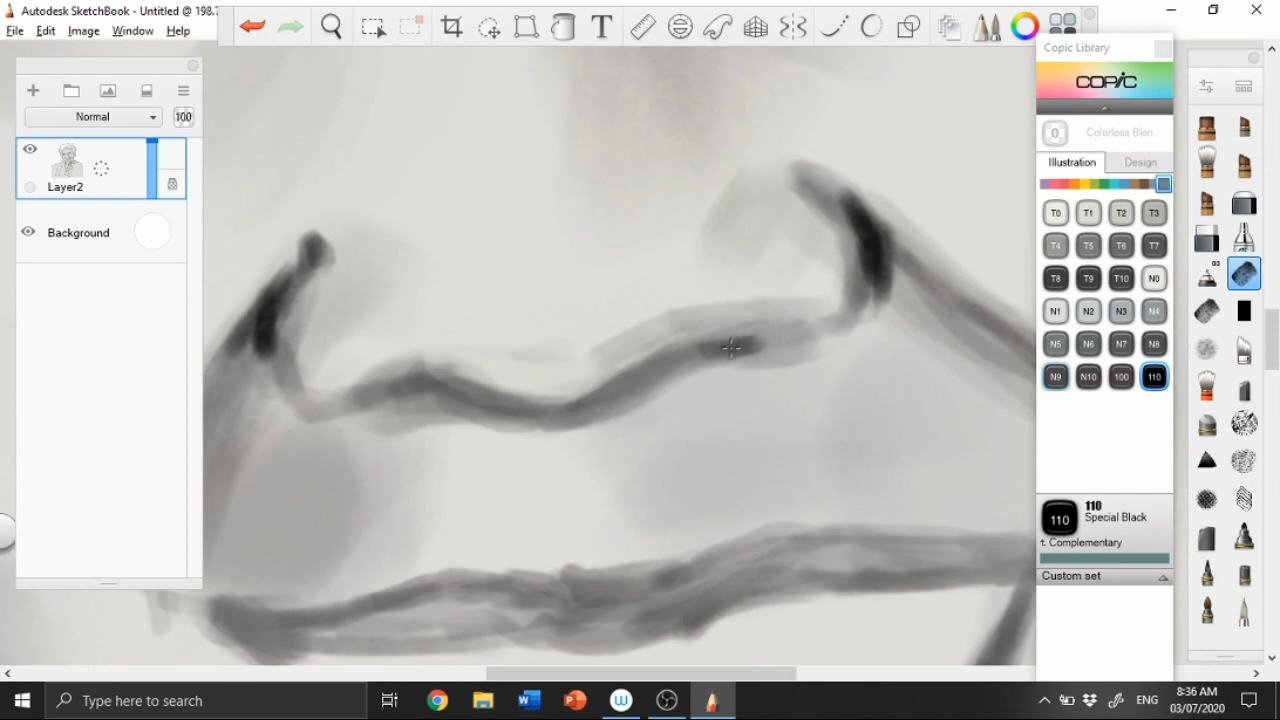 Autodesk SketchBook - Untitled @ 198.7
File Edit Image Window Help
T
Normal 100
Layer2
Background
Copic Library
COPIC
0 Colorless Blen..
Illustration Design
T0 T1 T2 T3
T4 T5 T6 T7
T8 T9 T10 N0
N1 N2 N3 N4
N5 N6 N7 N8
N9 N10 100 110
110 110
Special Black
1. Complementary
Custom set
Type here to search
ENG
8:36 AM
03/07/2020